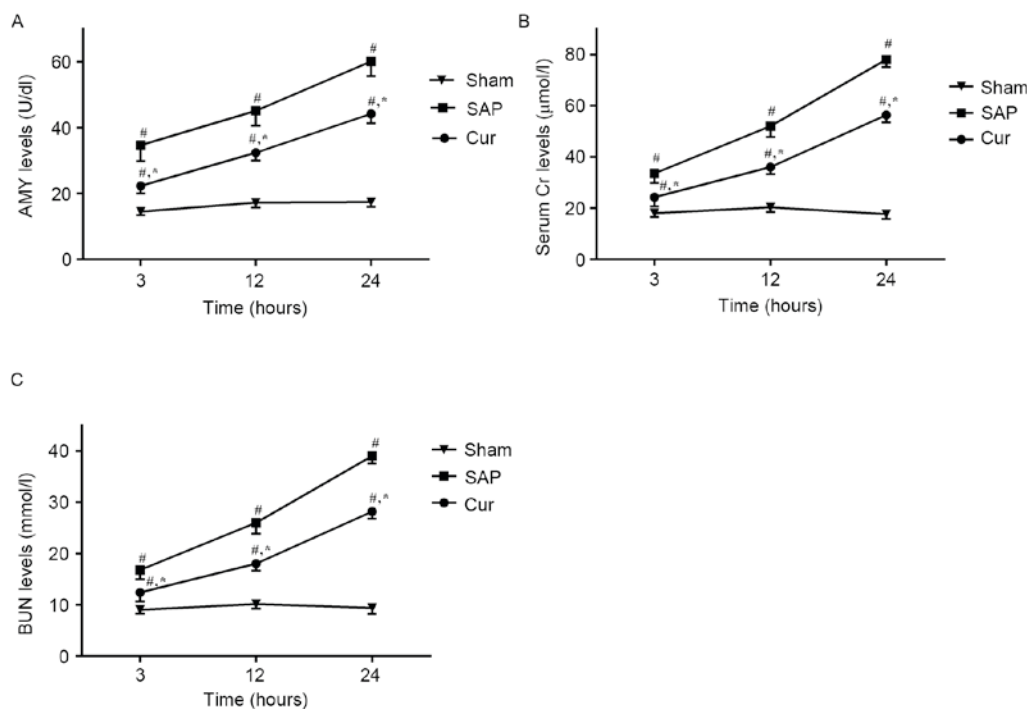 A
AMY levels (U/dl)
60
40
20
0
#
#
#
#,*
#,*
#,*
3
12
24
Time (hours)
Sham
SAP
Cur
B
Serum Cr levels (µmol/l)
80
60
40
20
0
#
#
#
#,*
#,*
#,*
3
12
24
Time (hours)
Sham
SAP
Cur
C
BUN levels (mmol/l)
40
30
20
10
0
#
#
#
#,*
#,*
#,*
3
12
24
Time (hours)
Sham
SAP
Cur